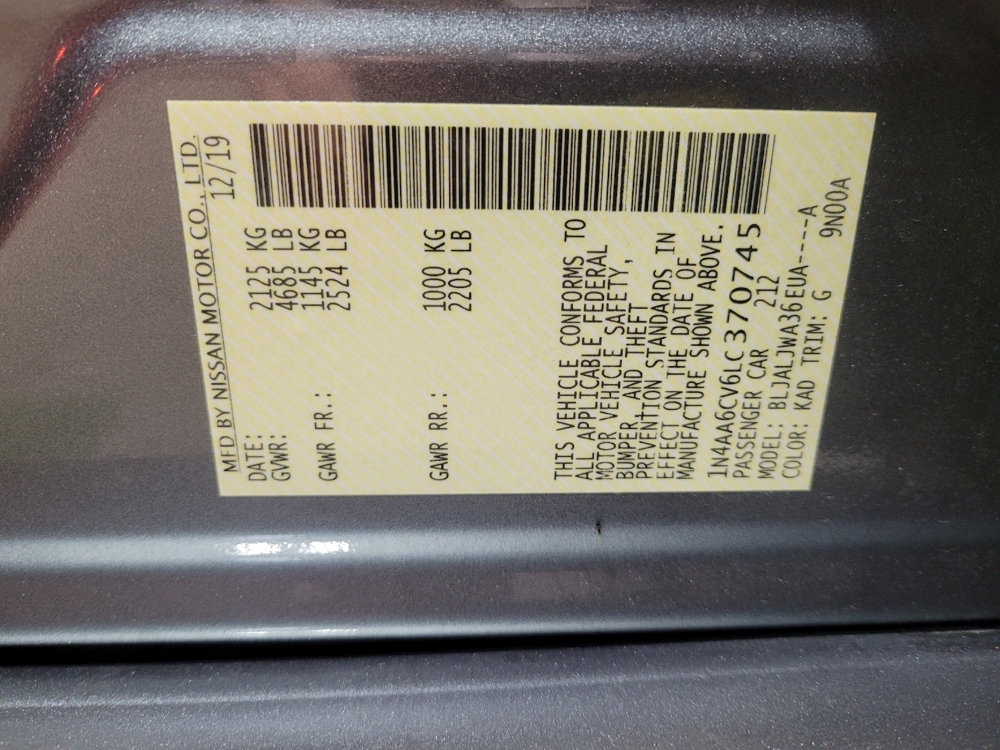 MFD BY NISSAN MOTOR CO., LTD.
DATE: 12/19
GVWR: 2125 KG
4685 LB
GAWR FR.: 1145 KG
2524 LB
GAWR RR.: 1000 KG
2205 LB
THIS VEHICLE CONFORMS TO
ALL APPLICABLE FEDERAL
MOTOR VEHICLE SAFETY,
BUMPER, AND THEFT
PREVENTION STANDARDS IN
EFFECT ON THE DATE OF
MANUFACTURE SHOWN ABOVE.
1N4AA6CV6LC370745
PASSENGER CAR 212
MODEL: BLJALJWA36EUA----A
COLOR: KAD TRIM: G 9N00A